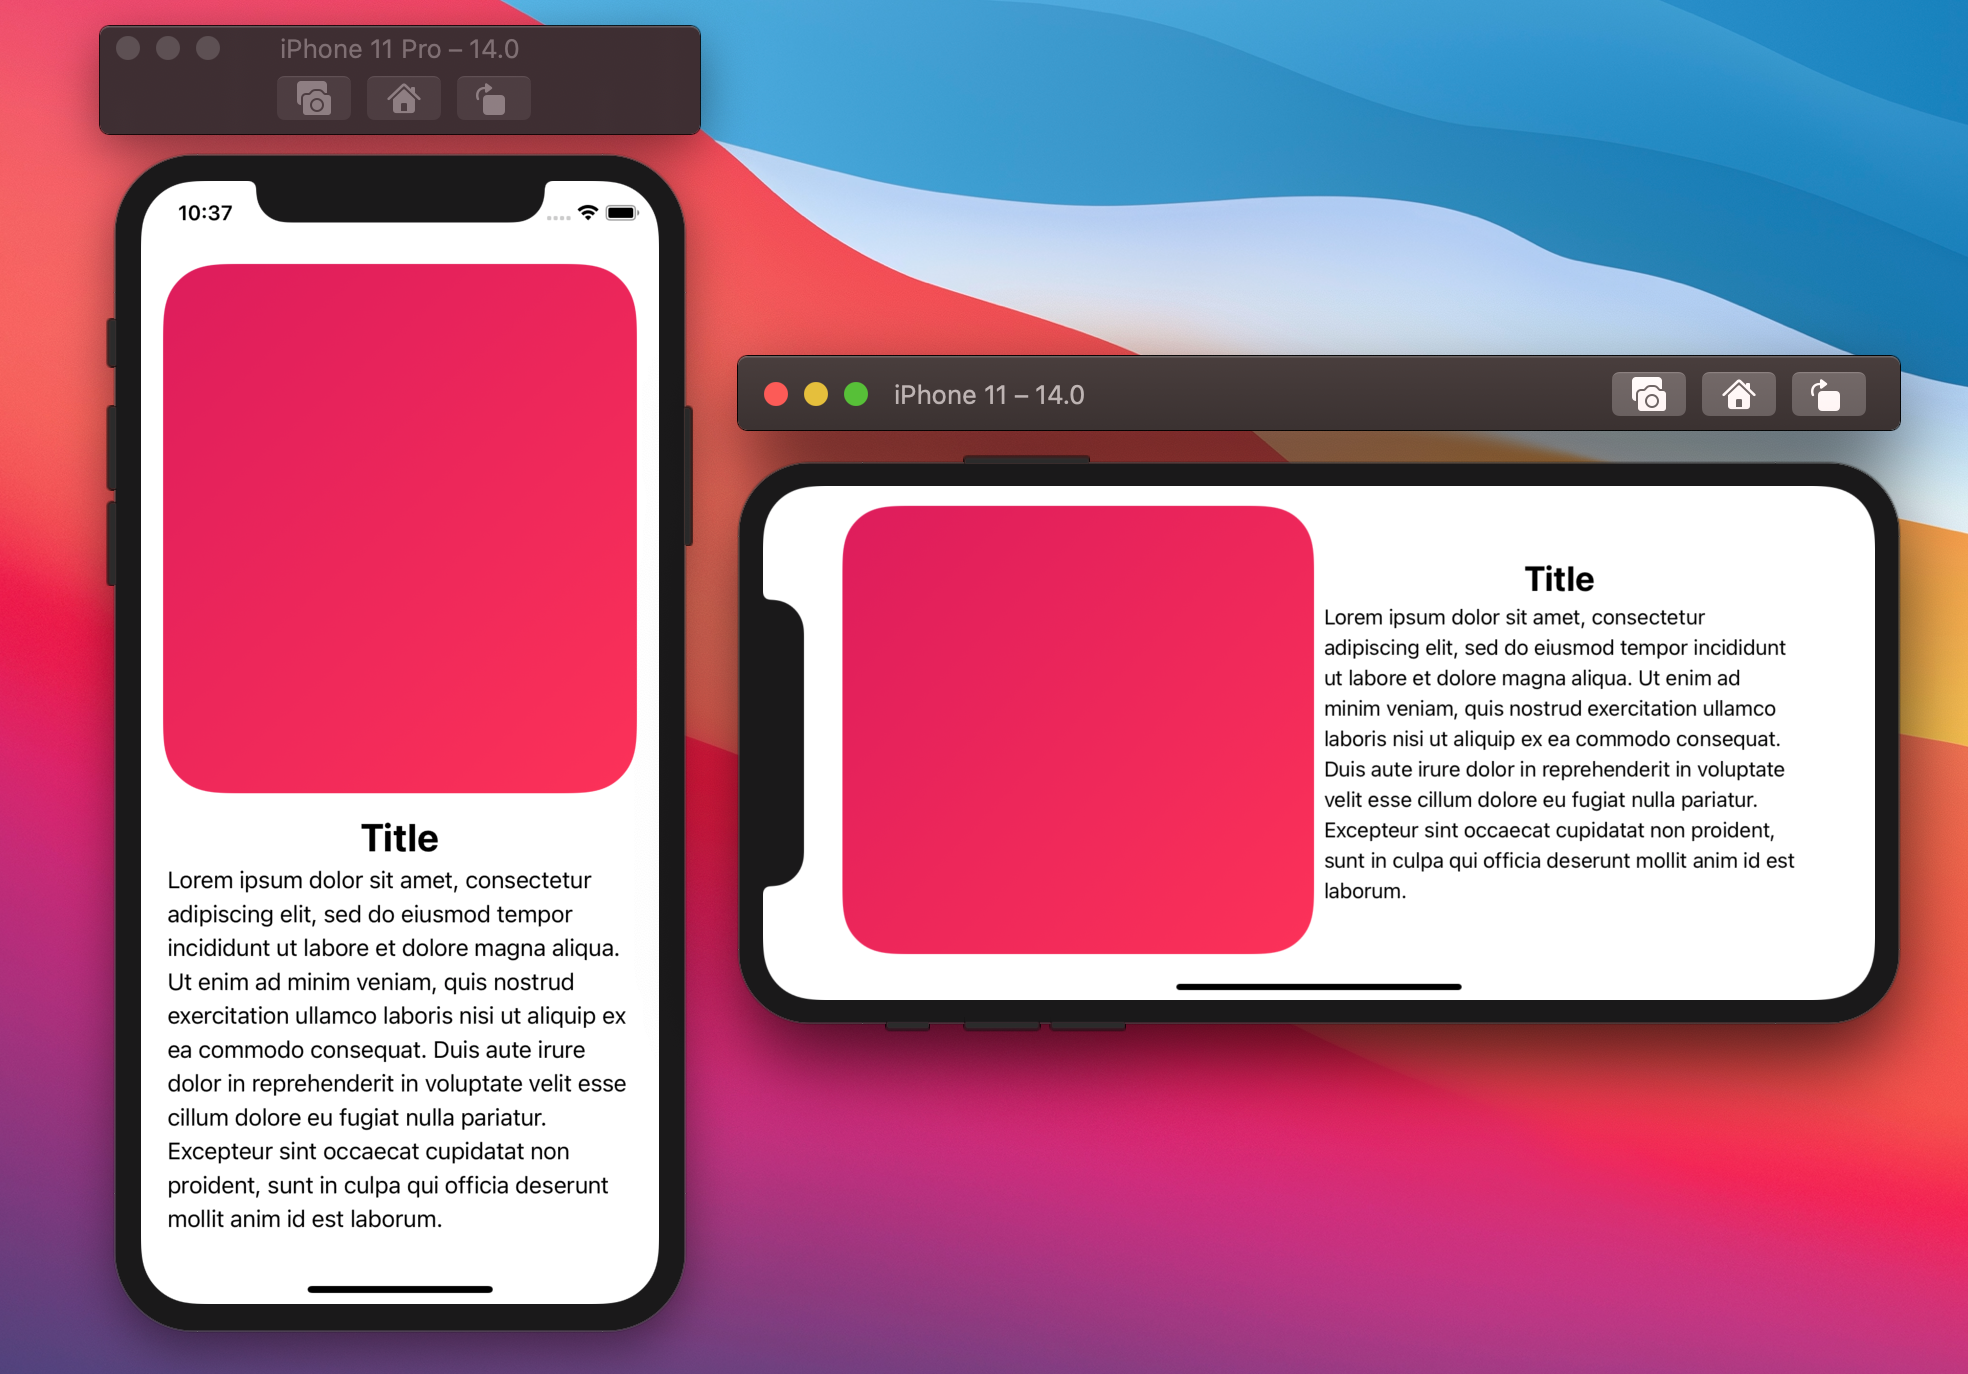 iPhone 11 Pro – 14.0
10:37
Title
Lorem ipsum dolor sit amet, consectetur
adipiscing elit, sed do eiusmod tempor
incididunt ut labore et dolore magna aliqua.
Ut enim ad minim veniam, quis nostrud
exercitation ullamco laboris nisi ut aliquip ex
ea commodo consequat. Duis aute irure
dolor in reprehenderit in voluptate velit esse
cillum dolore eu fugiat nulla pariatur.
Excepteur sint occaecat cupidatat non
proident, sunt in culpa qui officia deserunt
mollit anim id est laborum.
iPhone 11 – 14.0
Title
Lorem ipsum dolor sit amet, consectetur
adipiscing elit, sed do eiusmod tempor incididunt
ut labore et dolore magna aliqua. Ut enim ad
minim veniam, quis nostrud exercitation ullamco
laboris nisi ut aliquip ex ea commodo consequat.
Duis aute irure dolor in reprehenderit in voluptate
velit esse cillum dolore eu fugiat nulla pariatur.
Excepteur sint occaecat cupidatat non proident,
sunt in culpa qui officia deserunt mollit anim id est
laborum.